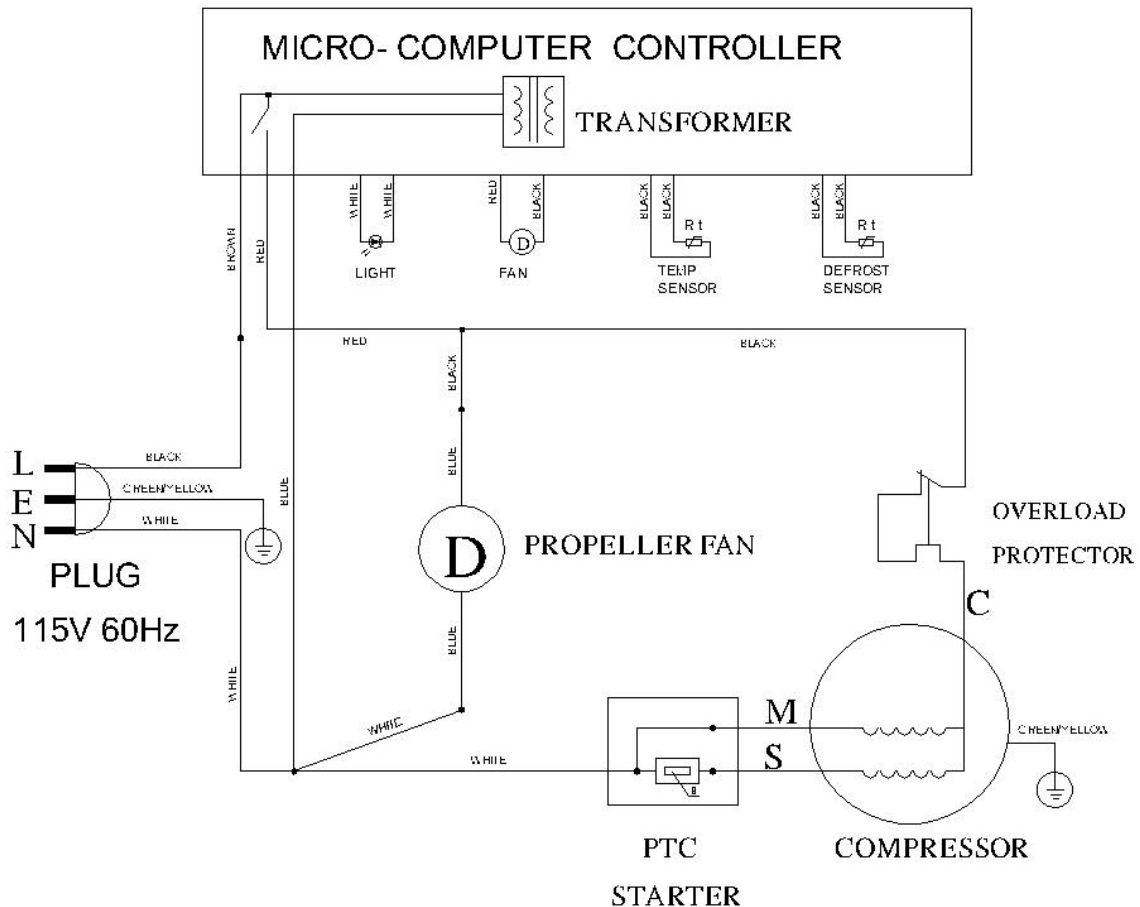 MICRO- COMPUTER CONTROLLER
TRANSFORMER
WHITE
WHITE
RED
BLACK
BLACK
BLACK
BLACK
BLACK
BROWN
RED
R t
R t
D
LIGHT
FAN
TEMP
SENSOR
DEFROST
SENSOR
RED
BLACK
BLACK
L
BLACK
E
GREEN/YELLOW
N
WHITE
BLUE
BLUE
PLUG
115V 60Hz
D
PROPELLER FAN
OVERLOAD
PROTECTOR
C
BLUE
WHITE
WHITE
WHITE
M
S
GREEN/YELLOW
PTC
STARTER
COMPRESSOR